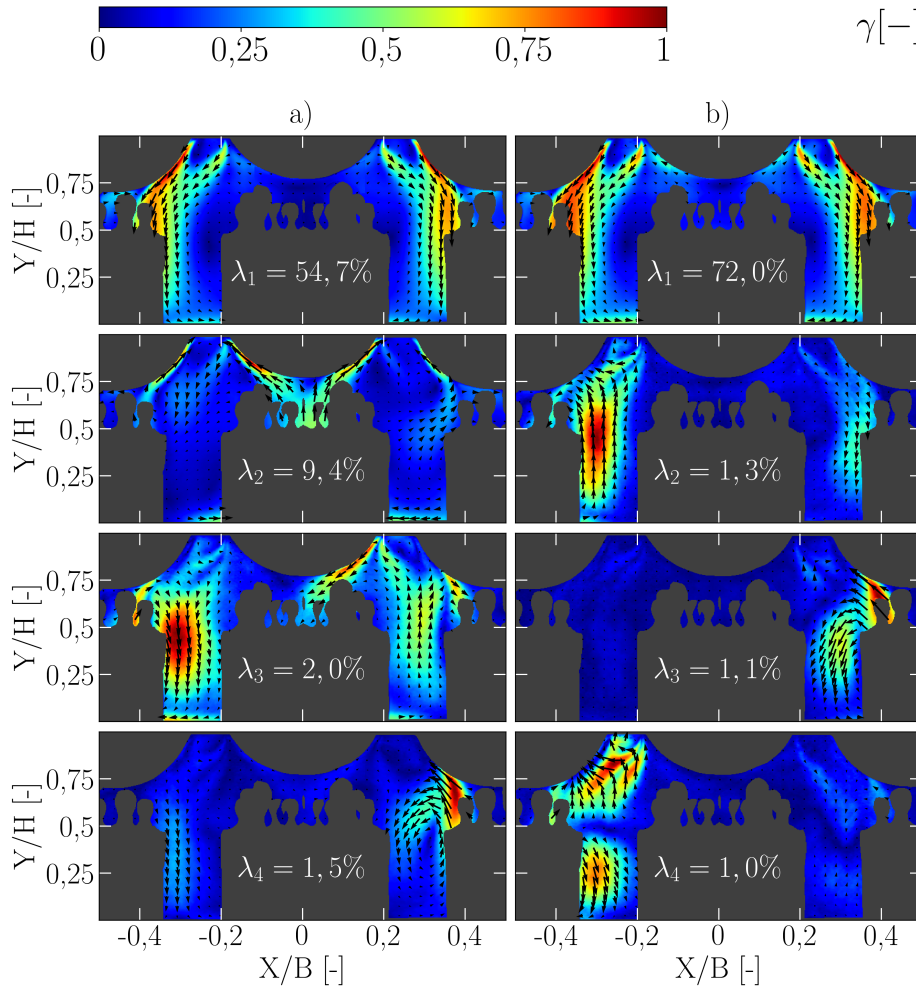 0 0,25 0,5 0,75 1 γ[−]
a) b)
Y/H [-] 0,75 0,5 0,25 λ1 = 54,7% λ1 = 72,0%
Y/H [-] 0,75 0,5 0,25 λ2 = 9,4% λ2 = 1,3%
Y/H [-] 0,75 0,5 0,25 λ3 = 2,0% λ3 = 1,1%
Y/H [-] 0,75 0,5 0,25 λ4 = 1,5% λ4 = 1,0%
-0,4 -0,2 0 0,2 0,4 -0,4 -0,2 0 0,2 0,4
X/B [-] X/B [-]